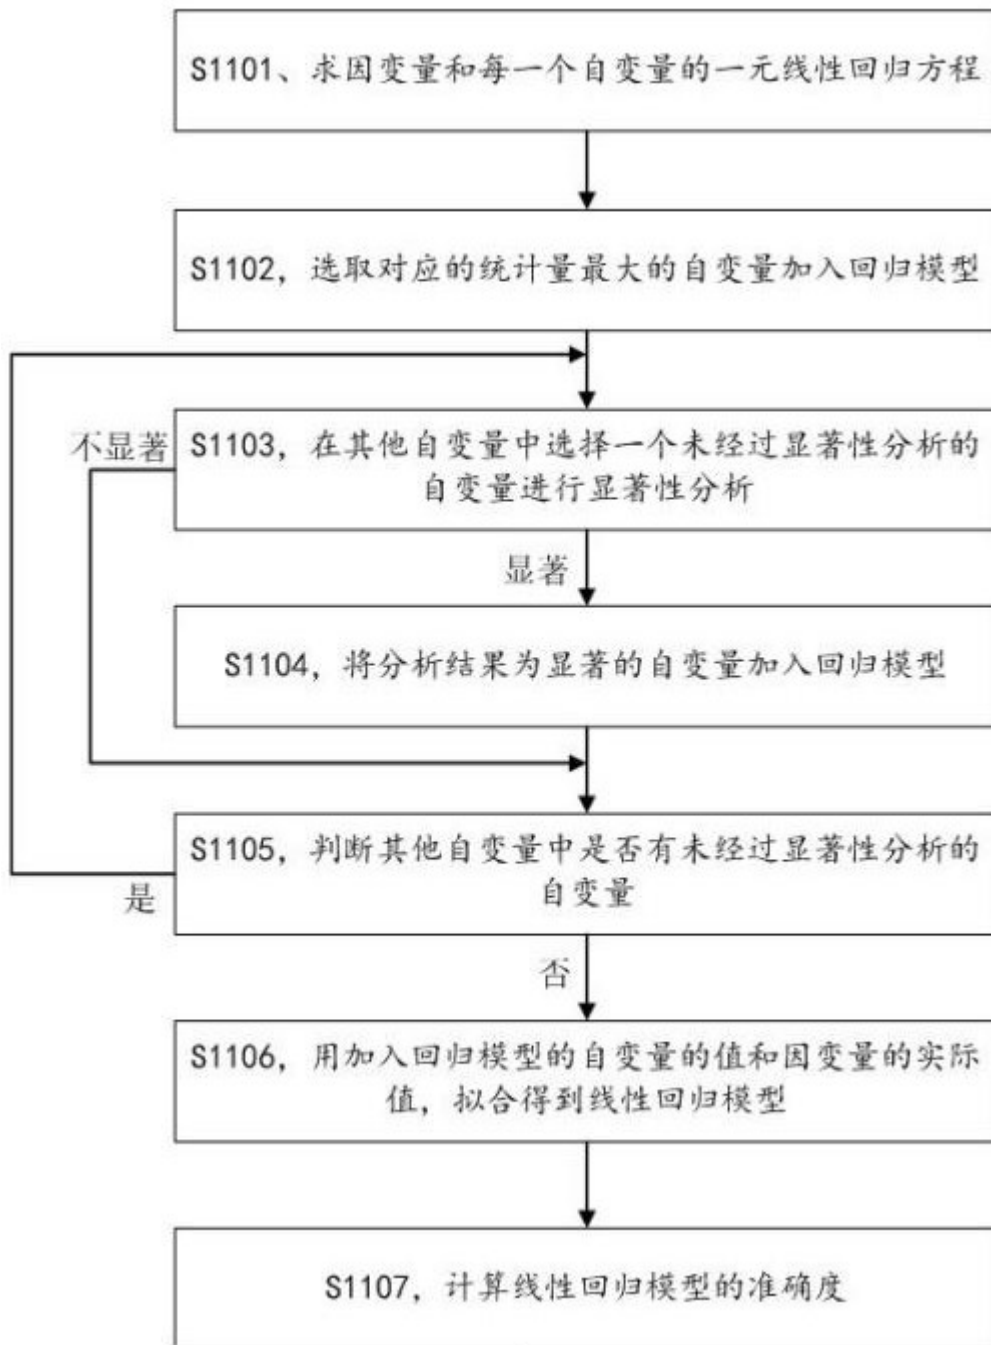 S1101、求因变量和每一个自变量的一元线性回归方程
S1102，选取对应的统计量最大的自变量加入回归模型
不显著
S1103，在其他自变量中选择一个未经过显著性分析的
自变量进行显著性分析
显著
S1104，将分析结果为显著的自变量加入回归模型
S1105，判断其他自变量中是否有未经过显著性分析的
自变量
是
否
S1106，用加入回归模型的自变量的值和因变量的实际
值，拟合得到线性回归模型
S1107，计算线性回归模型的准确度